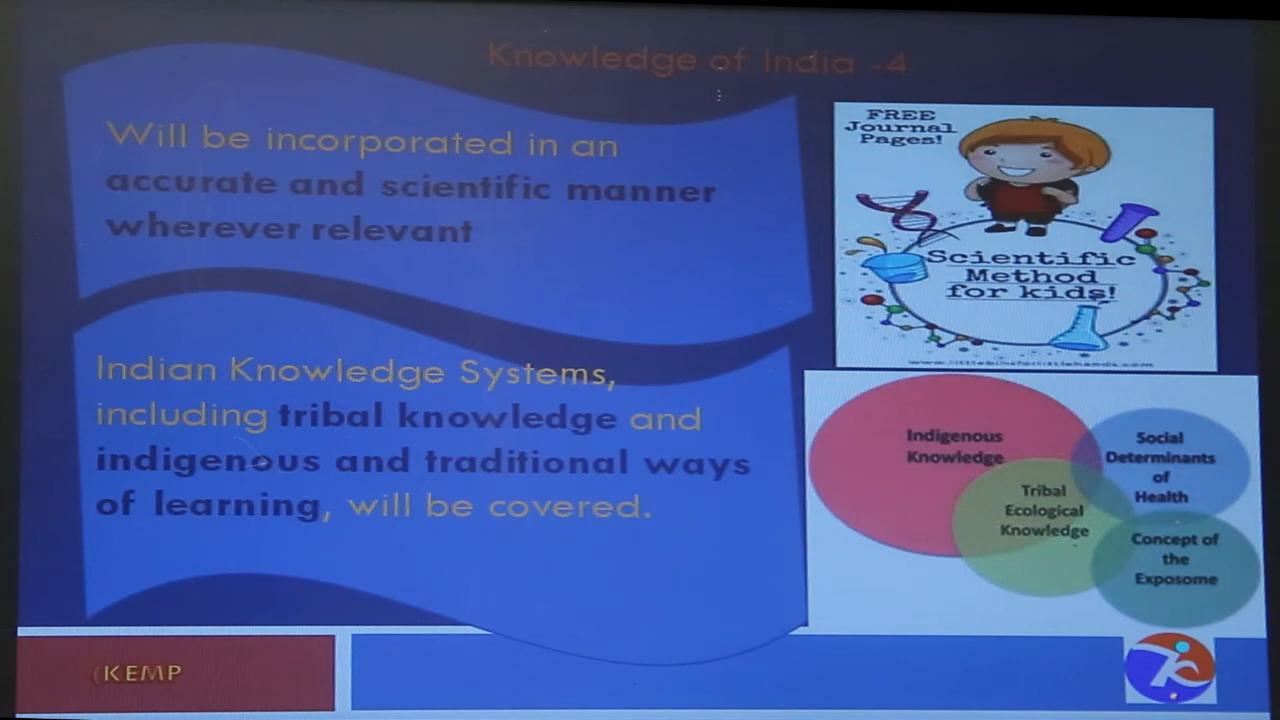 Knowledge of India -4
Will be incorporated in an
accurate and scientific manner
wherever relevant
Indian Knowledge Systems,
including tribal knowledge and
indigenous and traditional ways
of learning, will be covered.
FREE
Journal
Pages!
Scientific
Method
for kids!
Indigenous
Knowledge
Tribal
Ecological
Knowledge
Social
Determinants
of
Health
Concept of
the
Exposome
(KEMP